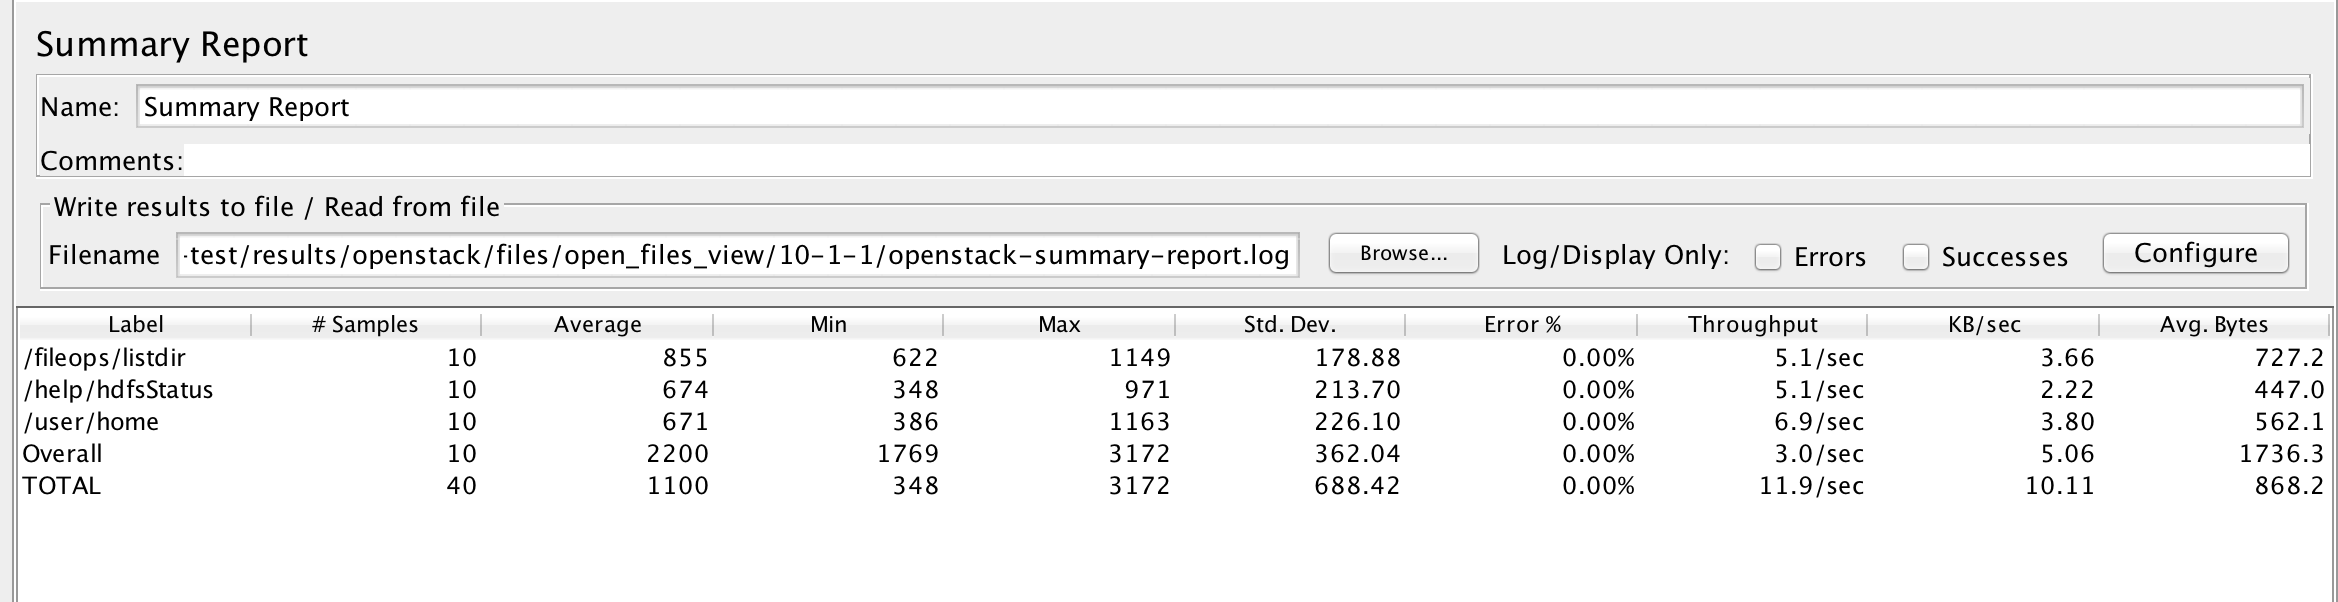 Summary Report
Name: Summary Report
Comments:
Write results to file / Read from file
Filename -test/results/openstack/files/open_files_view/10-1-1/openstack-summary-report.log Browse... Log/Display Only: Errors Successes Configure
Label # Samples Average Min Max Std. Dev. Error % Throughput KB/sec Avg. Bytes
/fileops/listdir 10 855 622 1149 178.88 0.00% 5.1/sec 3.66 727.2
/help/hdfsStatus 10 674 348 971 213.70 0.00% 5.1/sec 2.22 447.0
/user/home 10 671 386 1163 226.10 0.00% 6.9/sec 3.80 562.1
Overall 10 2200 1769 3172 362.04 0.00% 3.0/sec 5.06 1736.3
TOTAL 40 1100 348 3172 688.42 0.00% 11.9/sec 10.11 868.2